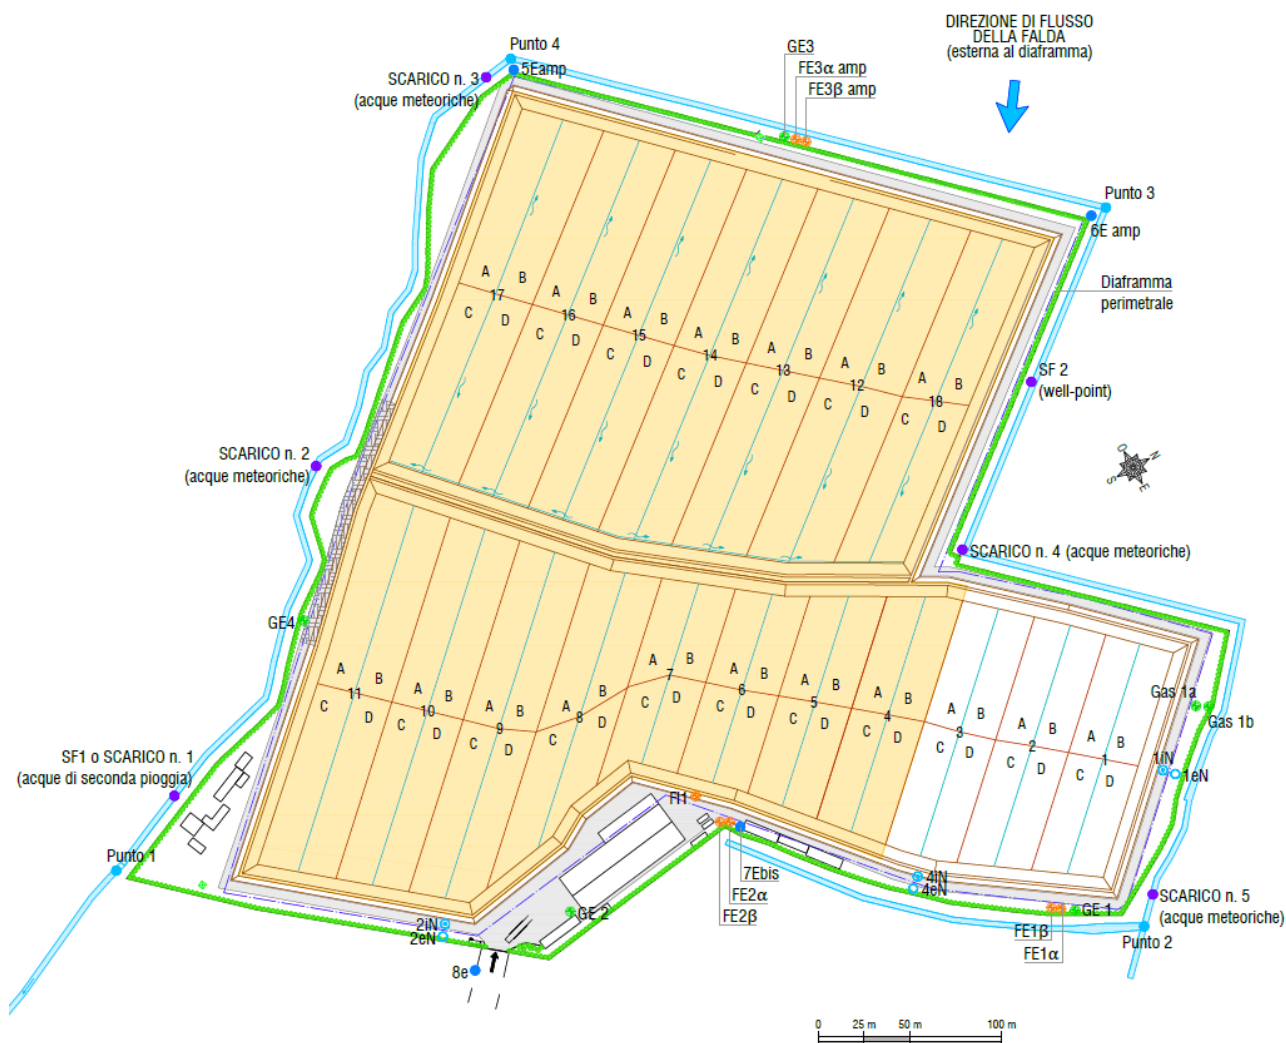 DIREZIONE DI FLUSSO
DELLA FALDA
(esterna al diaframma)
Punto 4
5Eamp
SCARICO n. 3
(acque meteoriche)
GE3
FE3α amp
FE3β amp
Punto 3
6E amp
Diaframma
perimetrale
SF 2
(well-point)
A B
17
C D
A B
16
C D
A B
15
C D
A B
14
C D
A B
13
C D
A B
12
C D
A B
18
C D
O N
S E
SCARICO n. 2
(acque meteoriche)
SCARICO n. 4 (acque meteoriche)
GE4
A B
11
C D
A B
10
C D
A B
9
C D
A B
8
C D
A B
7
C D
A B
6
C D
A B
5
C D
A B
4
C D
A B
3
C D
A B
2
C D
A B
1
C D
Gas 1a
Gas 1b
1iN
1eN
SF1 o SCARICO n. 1
(acque di seconda pioggia)
FI1
Punto 1
7Ebis
FE2α
FE2β
4iN
4eN
GE 2
2iN
2eN
8e
GE 1
FE1β
FE1α
SCARICO n. 5
(acque meteoriche)
Punto 2
0 25 m 50 m 100 m